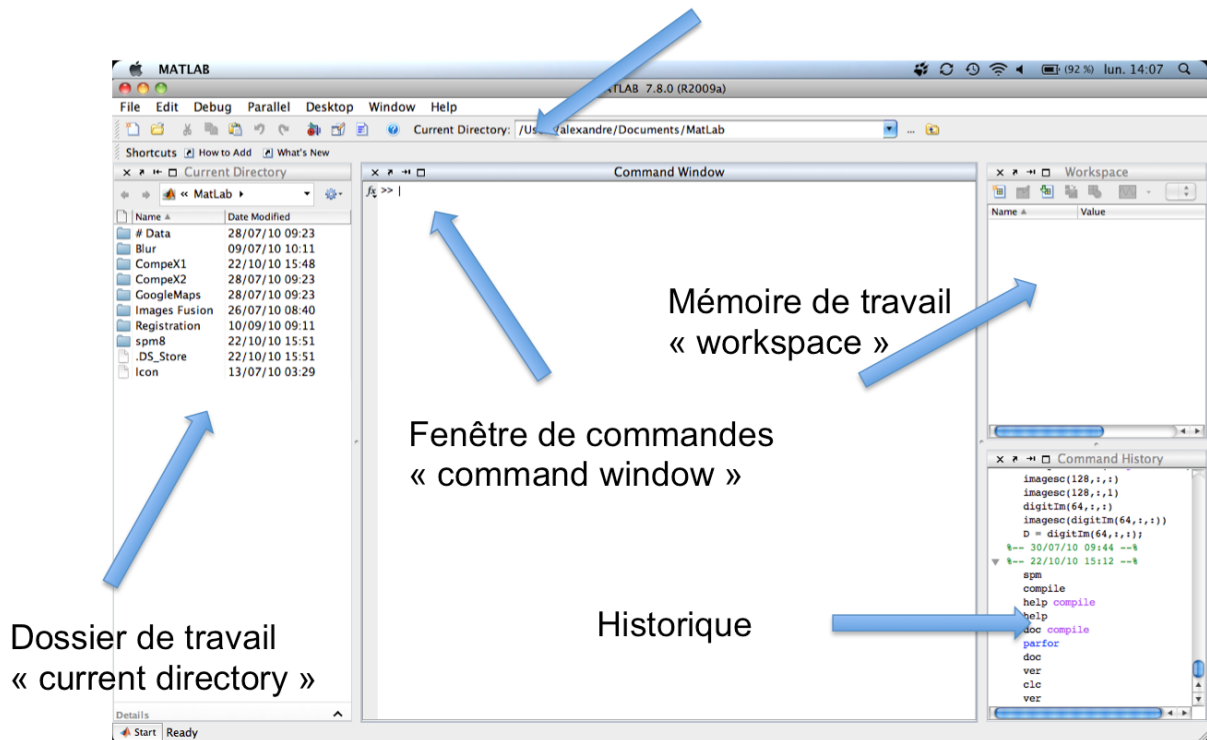 MATLAB
(92 %) lun. 14:07
MATLAB 7.8.0 (R2009a)
File Edit Debug Parallel Desktop Window Help
Current Directory: /Users/alexandre/Documents/MatLab
...
Shortcuts How to Add What's New
Current Directory
« MatLab
Name Date Modified
# Data 28/07/10 09:23
Blur 09/07/10 10:11
CompeX1 22/10/10 15:48
CompeX2 28/07/10 09:23
GoogleMaps 28/07/10 09:23
Images Fusion 26/07/10 08:40
Registration 10/09/10 09:11
spm8 22/10/10 15:51
.DS_Store 22/10/10 15:51
Icon 13/07/10 03:29
Dossier de travail
« current directory »
Details
Start Ready
Command Window
fx >>
Fenêtre de commandes
« command window »
Mémoire de travail
« workspace »
Historique
Workspace
Name Value
Command History
imagesc(128,:,:)
imagesc(128,:,1)
digitIm(64,:,:)
imagesc(digitIm(64,:,:))
D = digitIm(64,:,:);
%-- 30/07/10 09:44 --%
%-- 22/10/10 15:12 --%
spm
compile
help compile
help
doc compile
parfor
doc
ver
clc
ver